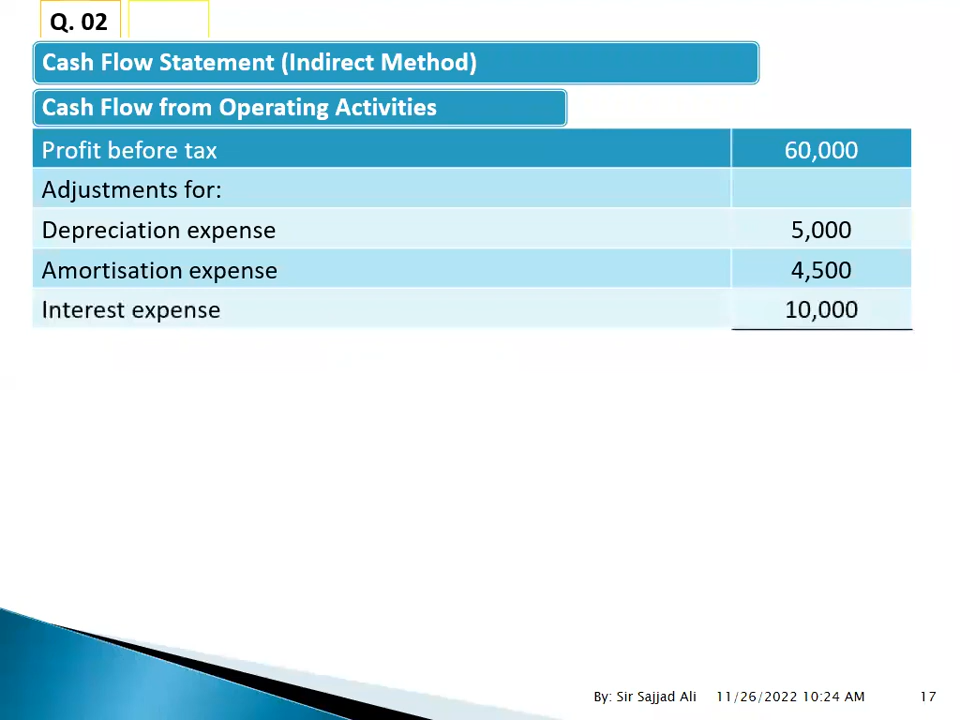 Q. 02
Cash Flow Statement (Indirect Method)
Cash Flow from Operating Activities
Profit before tax 60,000
Adjustments for:
Depreciation expense 5,000
Amortisation expense 4,500
Interest expense 10,000
By: Sir Sajjad Ali 11/26/2022 10:24 AM 17